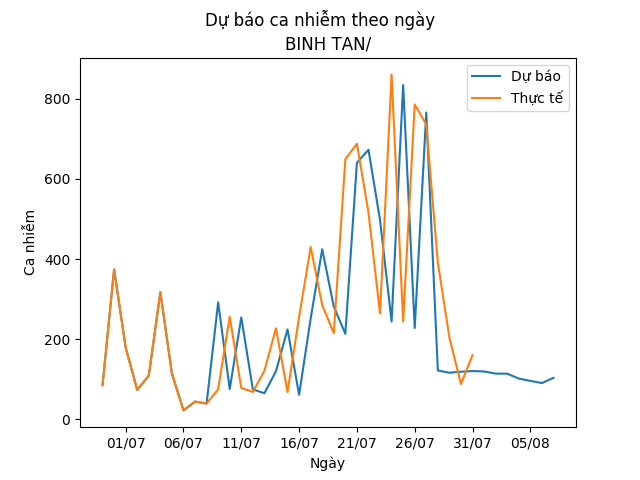 Dự báo ca nhiễm theo ngày
BINH TAN/
Dự báo
Thực tế
800
600
400
200
0
Ca nhiễm
01/07 06/07 11/07 16/07 21/07 26/07 31/07 05/08
Ngày